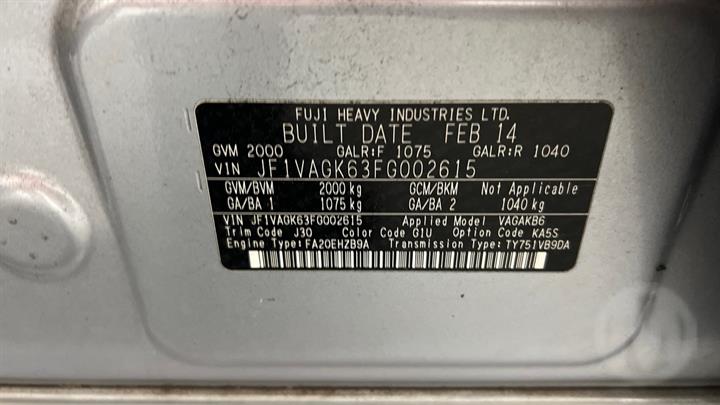 FUJI HEAVY INDUSTRIES LTD.
BUILT DATE FEB 14
GVM 2000 GALR:F 1075 GALR:R 1040
VIN JF1VAGK63FG002615
GVM/BVM 2000 kg GCM/BKM Not Applicable
GA/BA 1 1075 kg GA/BA 2 1040 kg
VIN JF1VAGK63FG002615 Applied Model VAGAKB6
Trim Code J30 Color Code G1U Option Code KA5S
Engine Type:FA20EHZB9A Transmission Type:TY751VB9DA